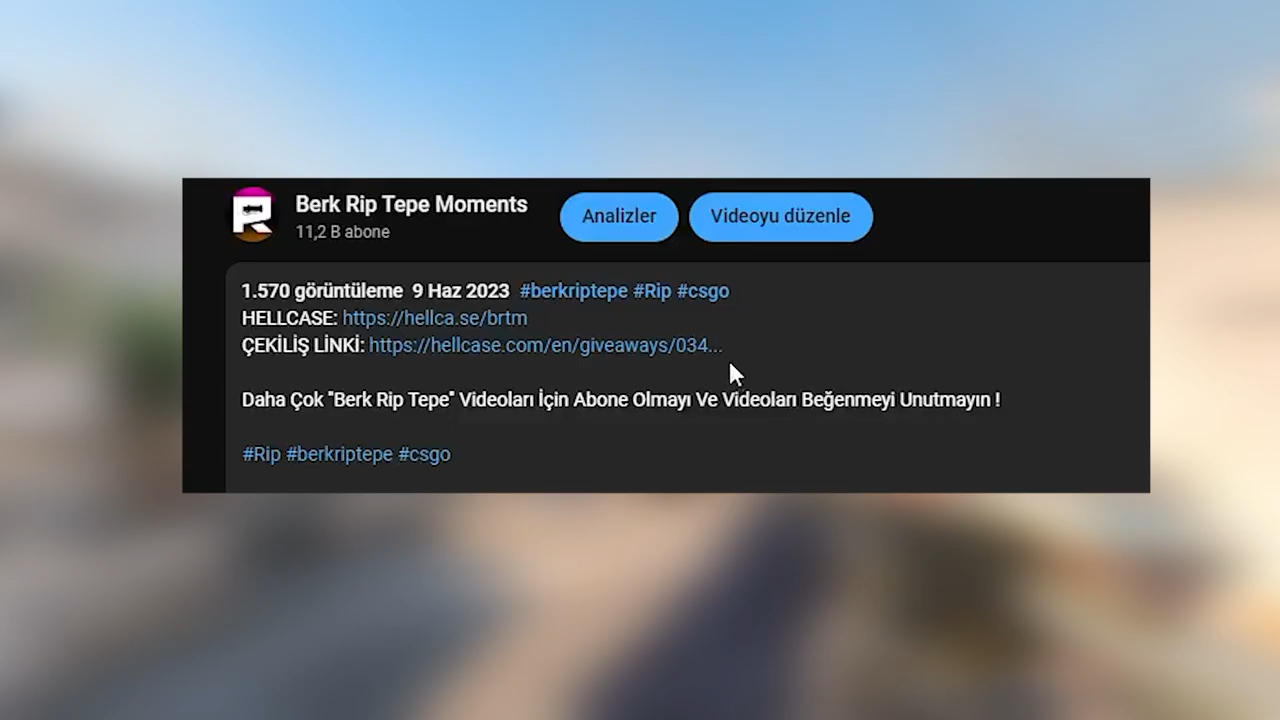 Berk Rip Tepe Moments
11,2 B abone
Analizler
Videoyu düzenle
1.570 görüntüleme 9 Haz 2023 #berkriptepe #Rip #csgo
HELLCASE: https://hellca.se/brtm
ÇEKİLİŞ LİNKİ: https://hellcase.com/en/giveaways/034...
Daha Çok "Berk Rip Tepe" Videoları İçin Abone Olmayı Ve Videoları Beğenmeyi Unutmayın !
#Rip #berkriptepe #csgo